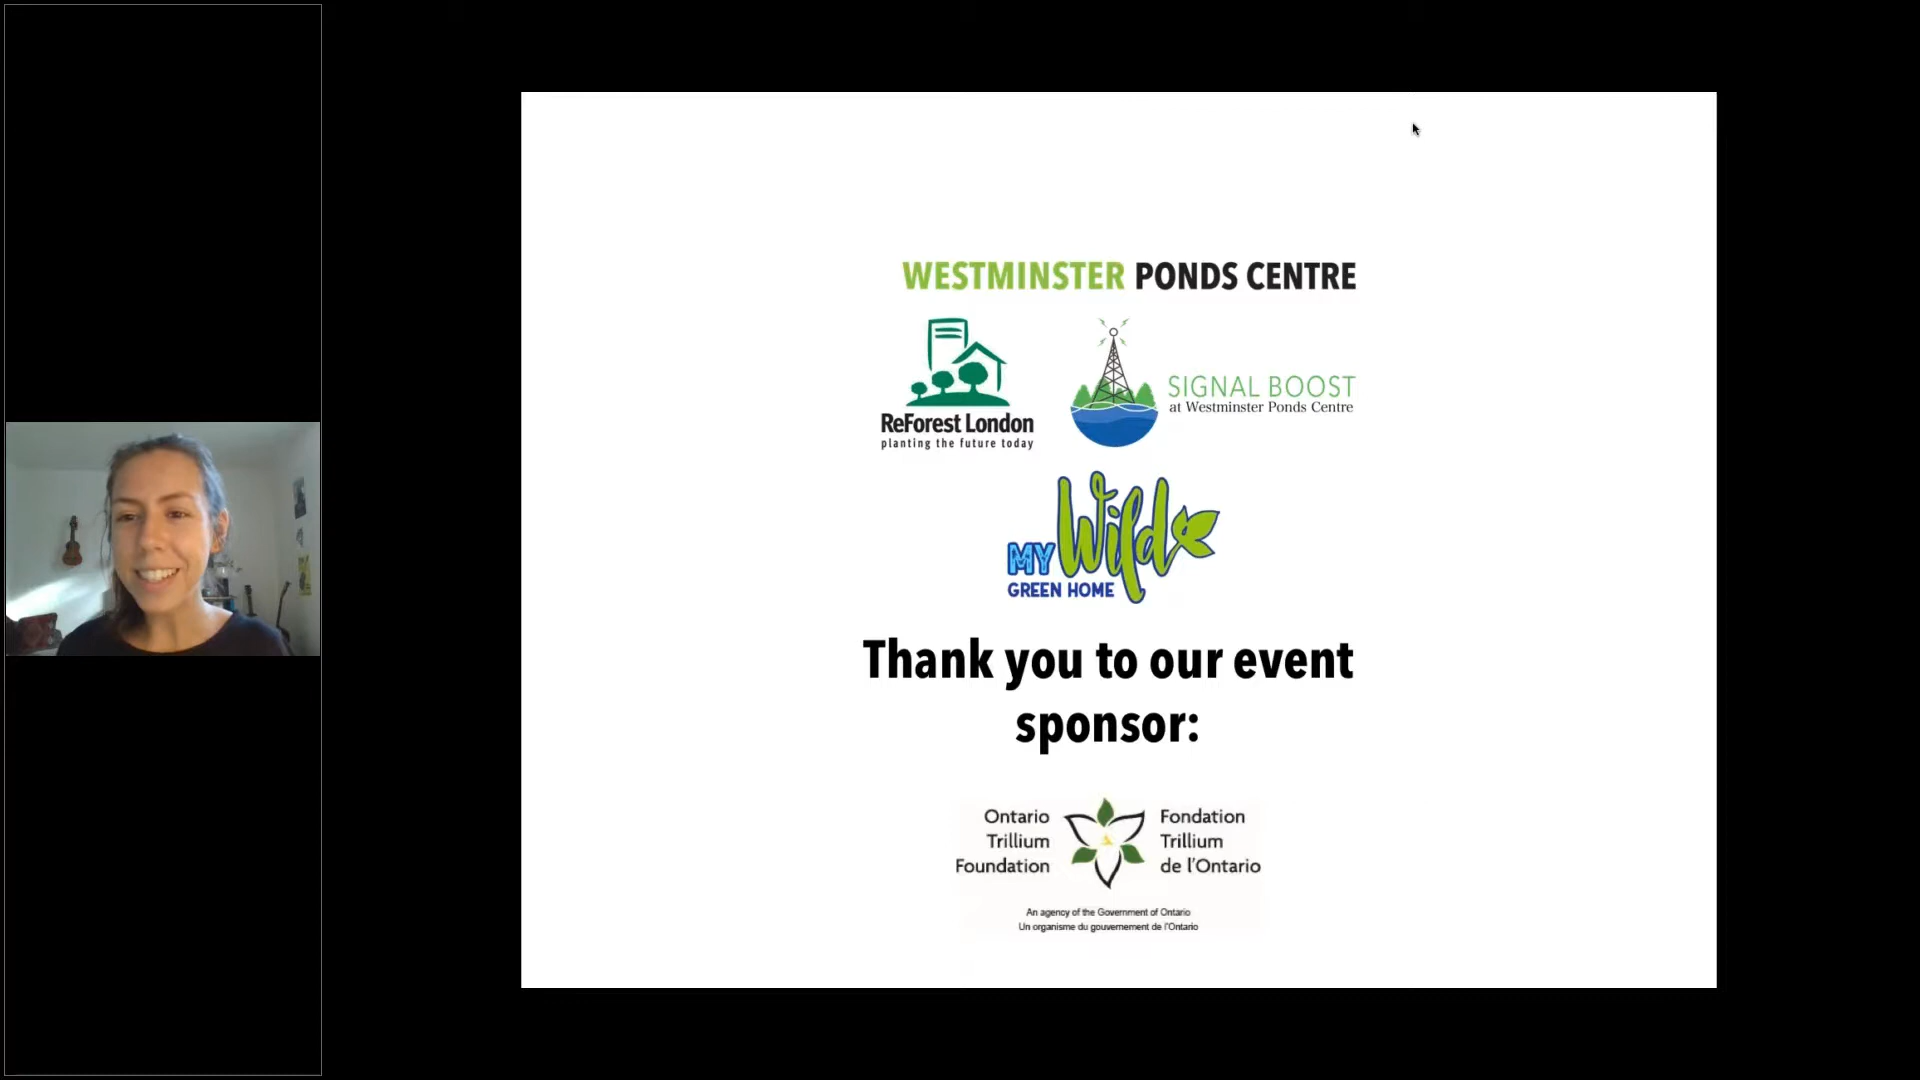 WESTMINSTER PONDS CENTRE
ReForest London
planting the future today
SIGNAL BOOST
at Westminster Ponds Centre
MY Wild
GREEN HOME
Thank you to our event
sponsor:
Ontario
Trillium
Foundation
Fondation
Trillium
de l'Ontario
An agency of the Government of Ontario
Un organisme du gouvernement de l'Ontario